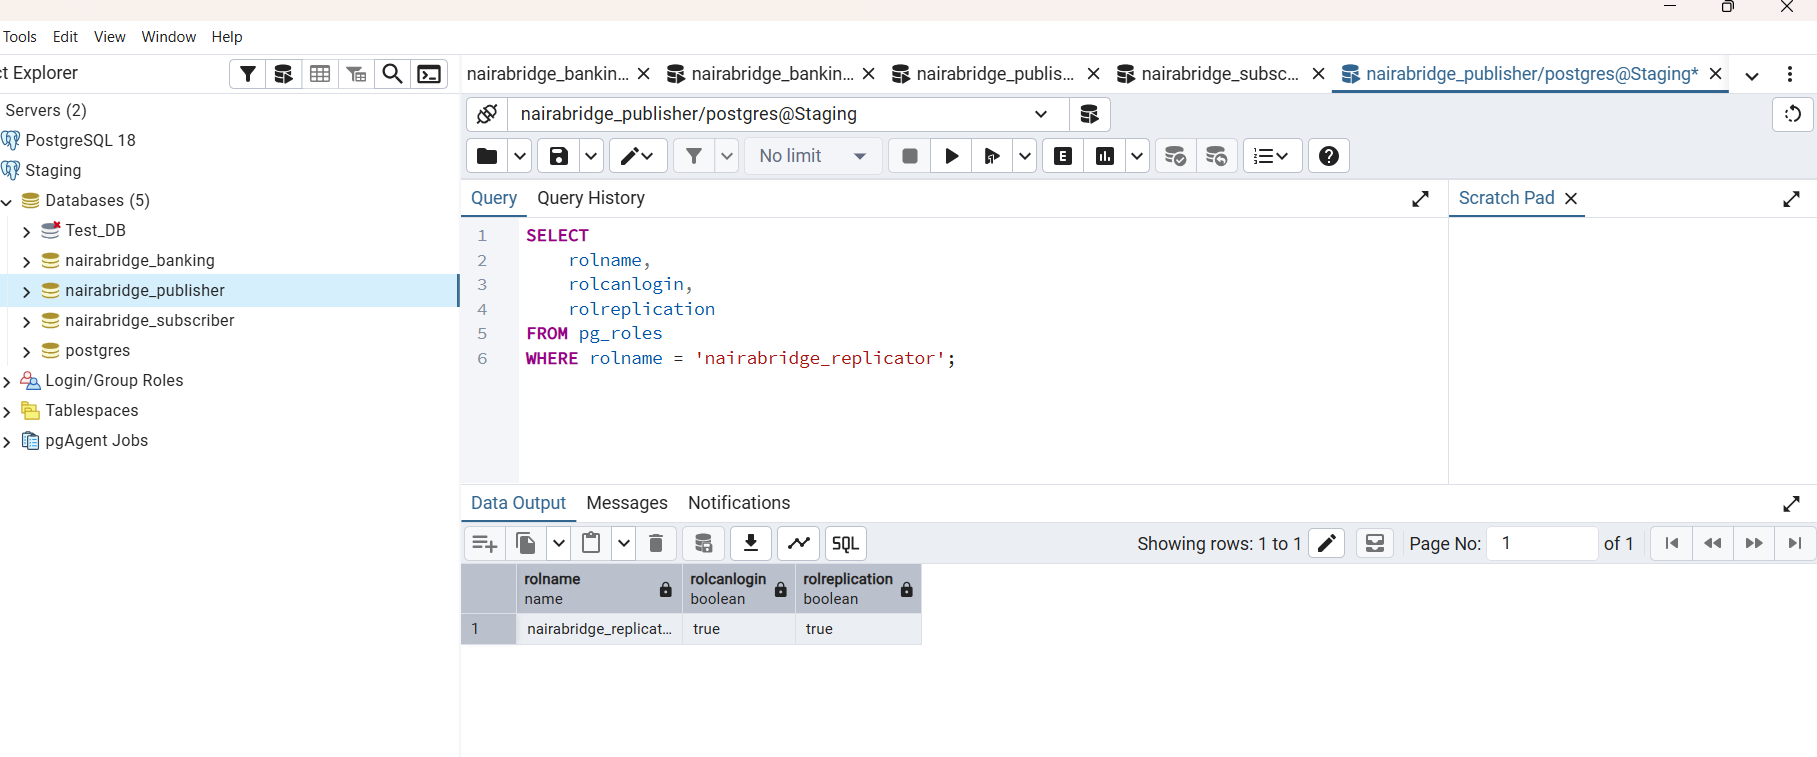 Tools Edit View Window Help
t Explorer
nairabridge_bankin... nairabridge_bankin... nairabridge_publis... nairabridge_subsc... nairabridge_publisher/postgres@Staging*
Servers (2)
PostgreSQL 18
Staging
Databases (5)
Test_DB
nairabridge_banking
nairabridge_publisher
nairabridge_subscriber
postgres
Login/Group Roles
Tablespaces
pgAgent Jobs
nairabridge_publisher/postgres@Staging
No limit
E
Query Query History
Scratch Pad
1 SELECT
2 rolname,
3 rolcanlogin,
4 rolreplication
5 FROM pg_roles
6 WHERE rolname = 'nairabridge_replicator';
Data Output Messages Notifications
SQL
Showing rows: 1 to 1
Page No: 1 of 1
rolname rolcanlogin rolreplication
name boolean boolean
1 nairabridge_replicat... true true